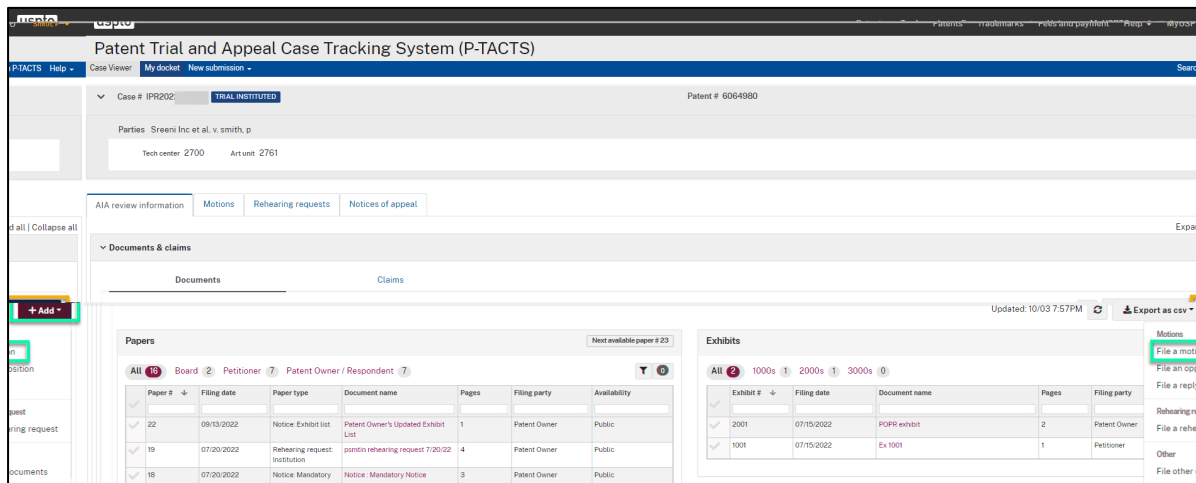 uspto
Smith, P
uspto
Patents Trademarks Fees and payment Help MyUSP
Patent Trial and Appeal Case Tracking System (P-TACTS)
P-TACTS Help
Case Viewer My docket New submission
Searc
Case # IPR202 TRIAL INSTITUTED Patent # 6064980
Parties Sreeni Inc et al. v. smith, p
Tech center 2700 Art unit 2761
AIA review information Motions Rehearing requests Notices of appeal
d all | Collapse all
Expa
Documents & claims
Documents Claims
+ Add
Updated: 10/03 7:57PM Export as csv
on
osition
quest
ring request
ocuments
Papers Next available paper # 23
All 16 Board 2 Petitioner 7 Patent Owner / Respondent 7 0
Paper # Filing date Paper type Document name Pages Filing party Availability
22 09/13/2022 Notice: Exhibit list Patent Owner's Updated Exhibit List 1 Patent Owner Public
19 07/20/2022 Rehearing request: Institution psmtin rehearing request 7/20/22 4 Patent Owner Public
18 07/20/2022 Notice: Mandatory Notice : Mandatory Notice 3 Patent Owner Public
Exhibits
All 2 1000s 1 2000s 1 3000s 0
Exhibit # Filing date Document name Pages Filing party
2001 07/15/2022 POPR exhibit 2 Patent Owner
1001 07/15/2022 Ex 1001 1 Petitioner
Motions
File a moti
File an opp
File a reply
Rehearing re
File a rehe
Other
File other